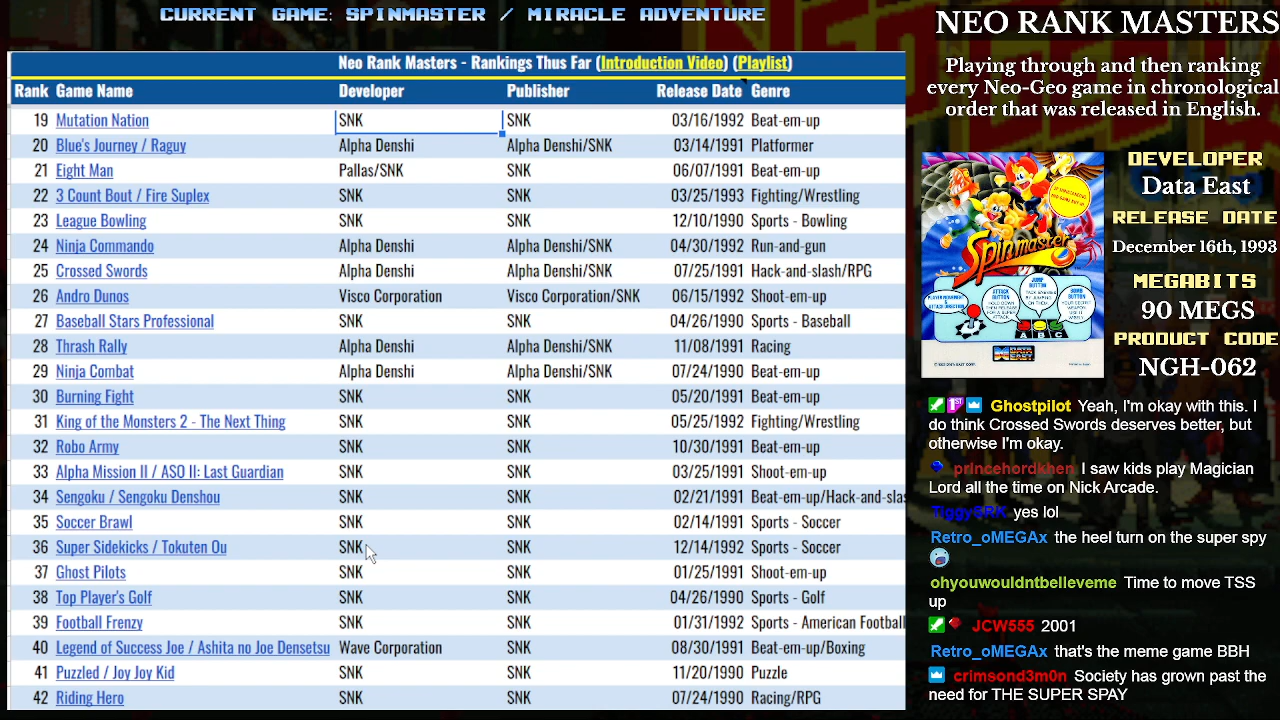 CURRENT GAME: SPINMASTER / MIRACLE ADVENTURE
Neo Rank Masters - Rankings Thus Far (Introduction Video) (Playlist)
Rank Game Name Developer Publisher Release Date Genre
19 Mutation Nation SNK SNK 03/16/1992 Beat-em-up
20 Blue's Journey / Raguy Alpha Denshi Alpha Denshi/SNK 03/14/1991 Platformer
21 Eight Man Pallas/SNK SNK 06/07/1991 Beat-em-up
22 3 Count Bout / Fire Suplex SNK SNK 03/25/1993 Fighting/Wrestling
23 League Bowling SNK SNK 12/10/1990 Sports - Bowling
24 Ninja Commando Alpha Denshi Alpha Denshi/SNK 04/30/1992 Run-and-gun
25 Crossed Swords Alpha Denshi Alpha Denshi/SNK 07/25/1991 Hack-and-slash/RPG
26 Andro Dunos Visco Corporation Visco Corporation/SNK 06/15/1992 Shoot-em-up
27 Baseball Stars Professional SNK SNK 04/26/1990 Sports - Baseball
28 Thrash Rally Alpha Denshi Alpha Denshi/SNK 11/08/1991 Racing
29 Ninja Combat Alpha Denshi Alpha Denshi/SNK 07/24/1990 Beat-em-up
30 Burning Fight SNK SNK 05/20/1991 Beat-em-up
31 King of the Monsters 2 - The Next Thing SNK SNK 05/25/1992 Fighting/Wrestling
32 Robo Army SNK SNK 10/30/1991 Beat-em-up
33 Alpha Mission II / ASO II: Last Guardian SNK SNK 03/25/1991 Shoot-em-up
34 Sengoku / Sengoku Denshou SNK SNK 02/21/1991 Beat-em-up/Hack-and-slas
35 Soccer Brawl SNK SNK 02/14/1991 Sports - Soccer
36 Super Sidekicks / Tokuten Ou SNK SNK 12/14/1992 Sports - Soccer
37 Ghost Pilots SNK SNK 01/25/1991 Shoot-em-up
38 Top Player's Golf SNK SNK 04/26/1990 Sports - Golf
39 Football Frenzy SNK SNK 01/31/1992 Sports - American Football
40 Legend of Success Joe / Ashita no Joe Densetsu Wave Corporation SNK 08/30/1991 Beat-em-up/Boxing
41 Puzzled / Joy Joy Kid SNK SNK 11/20/1990 Puzzle
42 Riding Hero SNK SNK 07/24/1990 Racing/RPG
NEO RANK MASTERS
Playing through and then ranking
every Neo-Geo game in chronological
order that was released in English.
Spinmaster
ATTACK BUTTON
JUMP BUTTON
BOMB BUTTON
A B C
DATA EAST
DEVELOPER
Data East
RELEASE DATE
December 16th, 1993
MEGABITS
90 MEGS
PRODUCT CODE
NGH-062
Ghostpilot Yeah, I'm okay with this. I
do think Crossed Swords deserves better, but
otherwise I'm okay.
princehordkhen I saw kids play Magician
Lord all the time on Nick Arcade.
TiggySRK yes lol
Retro_oMEGAx the heel turn on the super spy
ohyouwouldntbelleveme Time to move TSS
up
JCW555 2001
Retro_oMEGAx that's the meme game BBH
crimsond3m0n Society has grown past the
need for THE SUPER SPAY